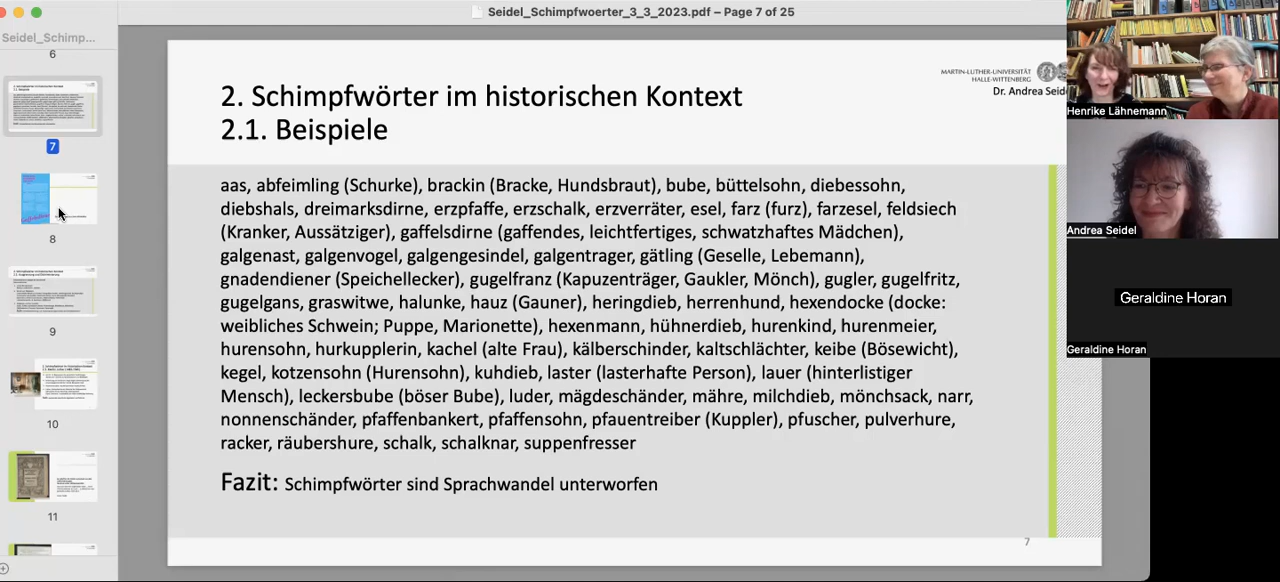 Seidel_Schimpfwoerter_3_3_2023.pdf – Page 7 of 25
Seidel_Schimp...
6
7
8
9
10
11
2. Schimpfwörter im historischen Kontext
2.1. Beispiele
MARTIN-LUTHER-UNIVERSITÄT
HALLE-WITTENBERG
Dr. Andrea
aas, abfeimling (Schurke), brackin (Bracke, Hundsbraut), bube, büttelsohn, diebessohn,
diebshals, dreimarksdirne, erzpfaffe, erzschalk, erzverräter, esel, farz (furz), farzesel, feldsiech
(Kranker, Aussätziger), gaffelsdirne (gaffendes, leichtfertiges, schwatzhaftes Mädchen),
galgenast, galgenvogel, galgengesindel, galgentrager, gätling (Geselle, Lebemann),
gnadenbettler (Speichellecker), gugelfranz (Kapuzenträger, Gaukler, Mönch), gugler, gugelfritz,
gugelgans, graswitwe, halunke, hanz (Gauner), heringdieb, hermhund, hexendocke (docke:
weibliches Schwein; Puppe, Marionette), hexenmann, hühnerdieb, hurenkind, hurenmeier,
hurensohn, hurkupplerin, kachel (alte Frau), kälberschinder, kaltschlächter, keibe (Bösewicht),
kegel, kotzensohn (Hurensohn), kuhdieb, laster (lasterhafte Person), laurer (hinterlistiger
Mensch), leckersbube (böser Bube), luder, mägdeschänder, mähre, milchdieb, mönchsack, narr,
nonnenschänder, pfaffenbankert, pfaffensohn, pfauentreiber (Kuppler), pfuscher, pulverhure,
racker, räubershure, schalk, schalknar, suppenfresser
Fazit: Schimpfwörter sind Sprachwandel unterworfen
7
Henrike Lähnemann
Andrea Seidel
Geraldine Horan
Geraldine Horan